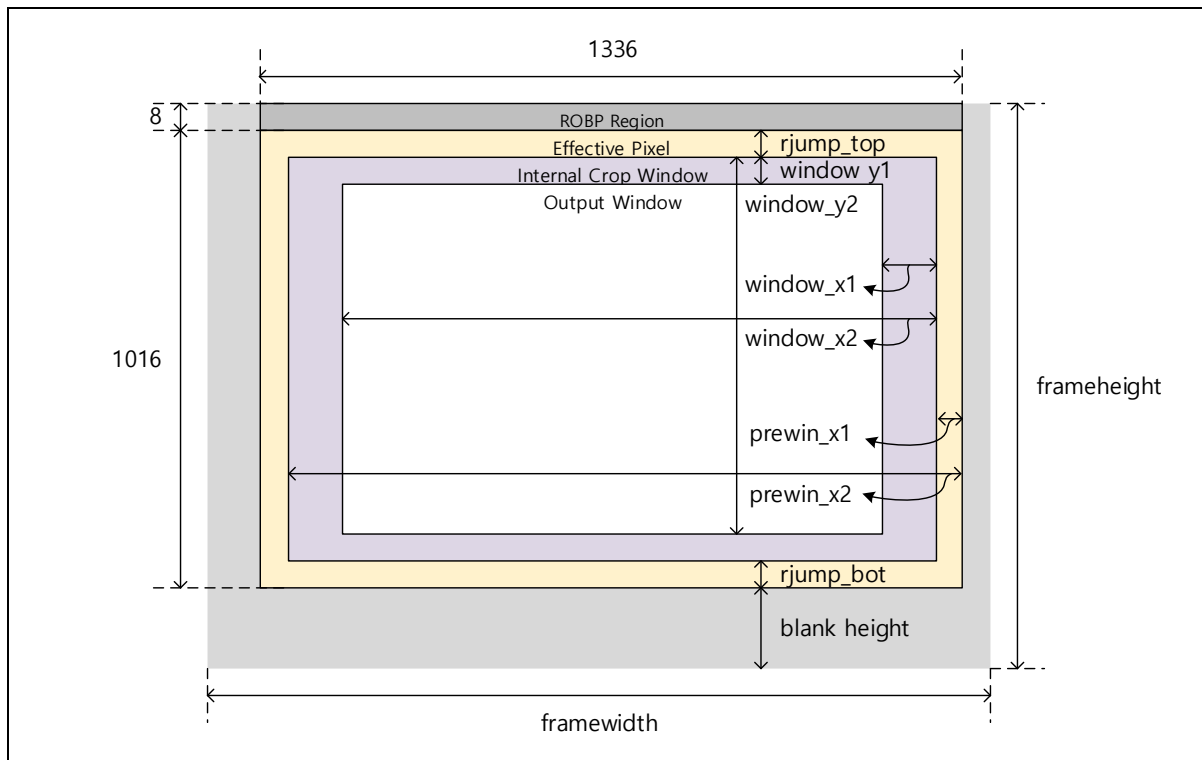 1336
8
ROBP Region
rjump_top
Effective Pixel
window y1
Internal Crop Window
Output Window
window_y2
window_x1
window_x2
1016
frameheight
prewin_x1
prewin_x2
rjump_bot
blank height
framewidth